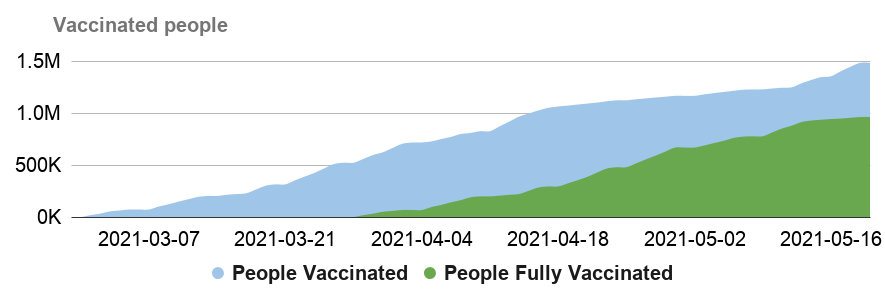 Vaccinated people
1.5M
1.0M
500K
0K
2021-03-07 2021-03-21 2021-04-04 2021-04-18 2021-05-02 2021-05-16
People Vaccinated People Fully Vaccinated